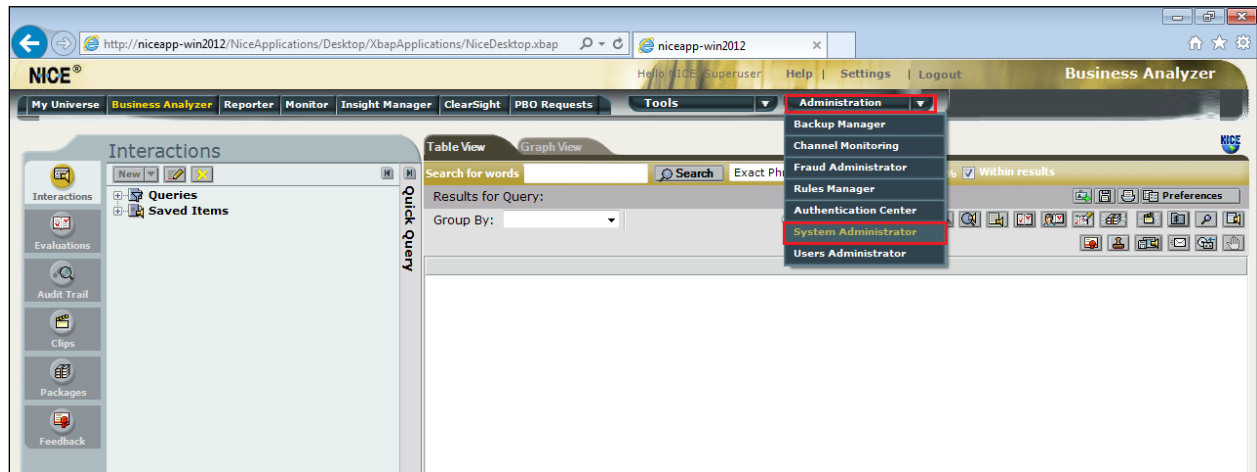 http://niceapp-win2012/NiceApplications/Desktop/XbapApplications/NiceDesktop.xbap
niceapp-win2012
NICE®
Hello NICE Superuser
Help | Settings | Logout
Business Analyzer
My Universe Business Analyzer Reporter Monitor Insight Manager ClearSight PBO Requests
Tools
Administration
Backup Manager
Channel Monitoring
Fraud Administrator
Rules Manager
Authentication Center
System Administrator
Users Administrator
Interactions
Evaluations
Audit Trail
Clips
Packages
Feedback
Interactions
New
Queries
Saved Items
Quick Query
Table View Graph View
NICE
Search for words
Search
Exact
% Within results
Results for Query:
Preferences
Group By: